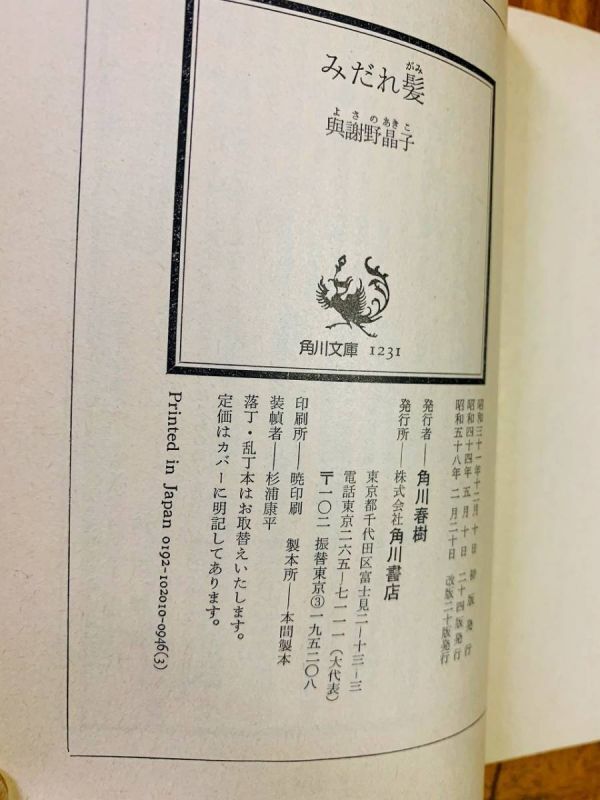 みだれ髪
がみ
與謝野晶子
よさのあきこ
角川文庫 1231
昭和三十一年十二月十日 初版発行
昭和四十四年五月十日 二十四版発行
昭和五十八年二月二十日 改版二十版発行
発行者——角川春樹
発行所——株式会社角川書店
東京都千代田区富士見二—十三—三
電話東京二六五—七一一一(大代表)
〒一〇二 振替東京③一九五二〇八
印刷所——暁印刷 製本所——本間製本
装幀者——杉浦康平
落丁・乱丁本はお取替えいたします。
定価はカバーに明記してあります。
Printed in Japan 0192-102010-0946(3)